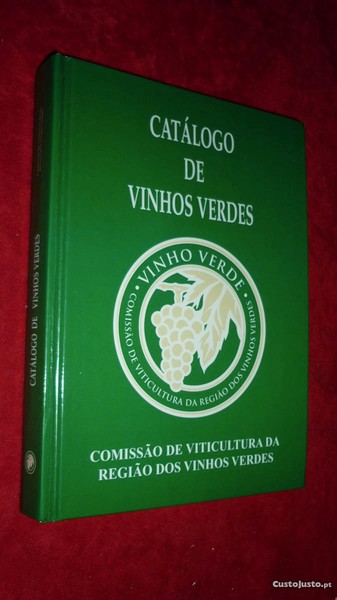 CATÁLOGO
DE
VINHOS VERDES
VINHO VERDE
COMISSÃO DE VITICULTURA DA REGIÃO DOS VINHOS VERDES
COMISSÃO DE VITICULTURA DA
REGIÃO DOS VINHOS VERDES
CATÁLOGO DE VINHOS VERDES
CustoJusto.pt